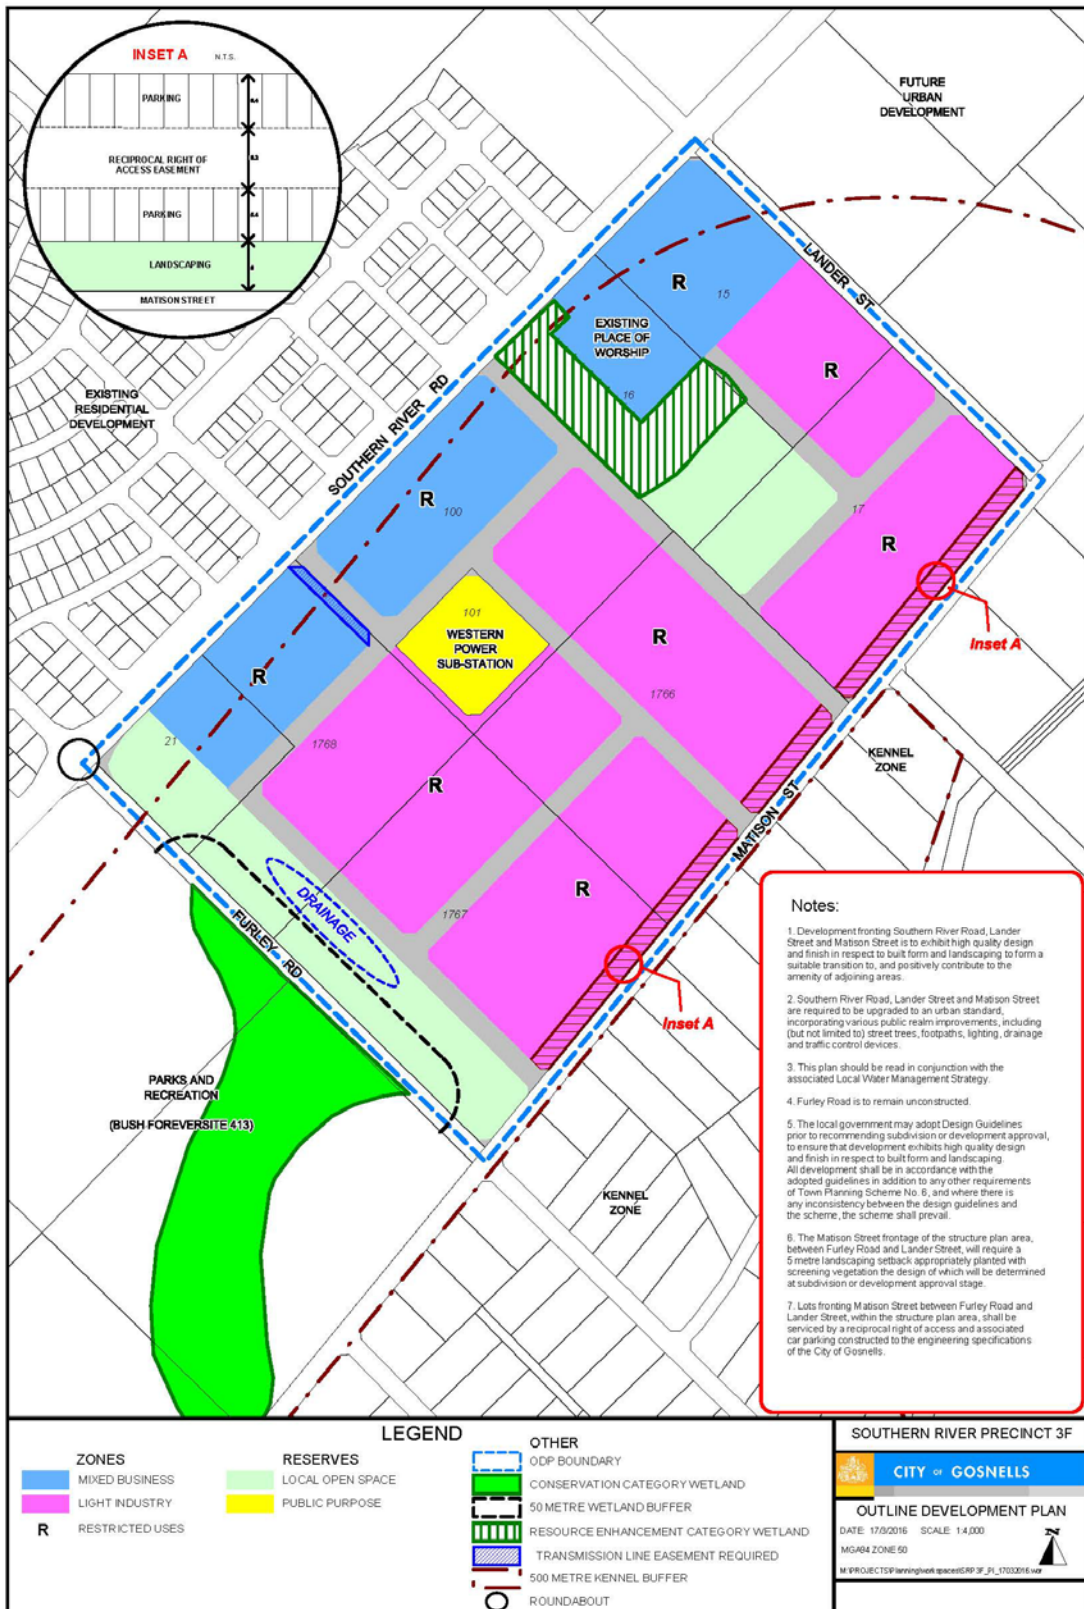 INSET A
N.T.S.
PARKING
5.4
RECIPROCAL RIGHT OF
ACCESS EASEMENT
PARKING
5.4
LANDSCAPING
MATISON STREET
FUTURE
URBAN
DEVELOPMENT
LANDER ST
R
15
EXISTING
PLACE OF
WORSHIP
16
R
EXISTING
RESIDENTIAL
DEVELOPMENT
SOUTHERN RIVER RD
R
100
17
R
Inset A
101
WESTERN
POWER
SUB-STATION
R
1766
R
21
1768
R
KENNEL
ZONE
MATISON ST
R
DRAINAGE
1767
FURLEY RD
Inset A
PARKS AND
RECREATION
(BUSH FOREVERSITE 413)
KENNEL
ZONE
Notes:
1. Development fronting Southern River Road, Lander
Street and Matison Street is to exhibit high quality design
and finish in respect to built form and landscaping to form a
suitable transition to, and positively contribute to the
amenity of adjoining areas.
2. Southern River Road, Lander Street and Matison Street
are required to be upgraded to an urban standard,
incorporating various public realm improvements, including
(but not limited to) street trees, footpaths, lighting, drainage
and traffic control devices.
3. This plan should be read in conjunction with the
associated Local Water Management Strategy.
4. Furley Road is to remain unconstructed.
5. The local government may adopt Design Guidelines
prior to recommending subdivision or development approval,
to ensure that development exhibits high quality design
and finish in respect to built form and landscaping.
All development shall be in accordance with the
adopted guidelines in addition to any other requirements
of Town Planning Scheme No. 6, and where there is
any inconsistency between the design guidelines and
the scheme, the scheme shall prevail.
6. The Matison Street frontage of the structure plan area,
between Furley Road and Lander Street, will require a
5 metre landscaping setback appropriately planted with
screening vegetation the design of which will be determined
at subdivision or development approval stage.
7. Lots fronting Matison Street between Furley Road and
Lander Street, within the structure plan area, shall be
serviced by a reciprocal right of access and associated
car parking constructed to the engineering specifications
of the City of Gosnells.
LEGEND
ZONES
MIXED BUSINESS
LIGHT INDUSTRY
R RESTRICTED USES
RESERVES
LOCAL OPEN SPACE
PUBLIC PURPOSE
OTHER
ODP BOUNDARY
CONSERVATION CATEGORY WETLAND
50 METRE WETLAND BUFFER
RESOURCE ENHANCEMENT CATEGORY WETLAND
TRANSMISSION LINE EASEMENT REQUIRED
500 METRE KENNEL BUFFER
ROUNDABOUT
SOUTHERN RIVER PRECINCT 3F
CITY OF GOSNELLS
OUTLINE DEVELOPMENT PLAN
DATE: 17/3/2016 SCALE: 1:4,000
MGA94 ZONE 50
N